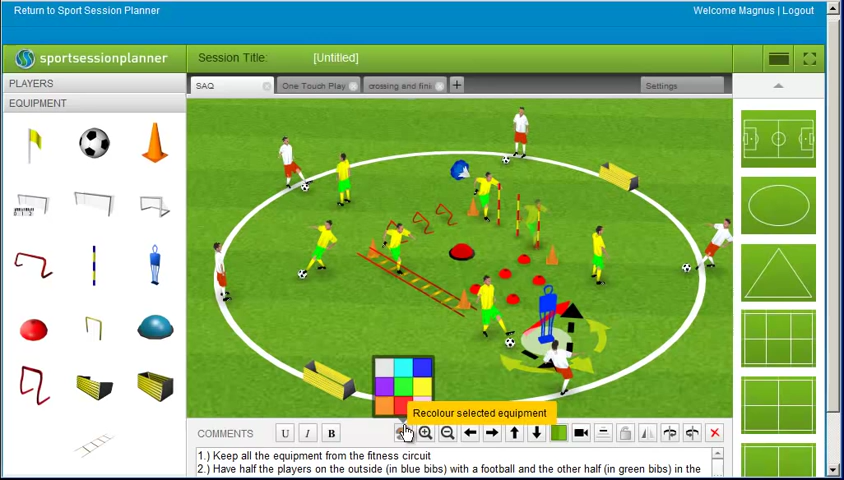 Return to Sport Session Planner
Welcome Magnus | Logout
sportsessionplanner
Session Title:
[Untitled]
PLAYERS
SAQ
One Touch Play
crossing and fini
+
Settings
EQUIPMENT
Recolour selected equipment
COMMENTS
U
I
B
1.) Keep all the equipment from the fitness circuit
2.) Have half the players on the outside (in blue bibs) with a football and the other half (in green bibs) in the